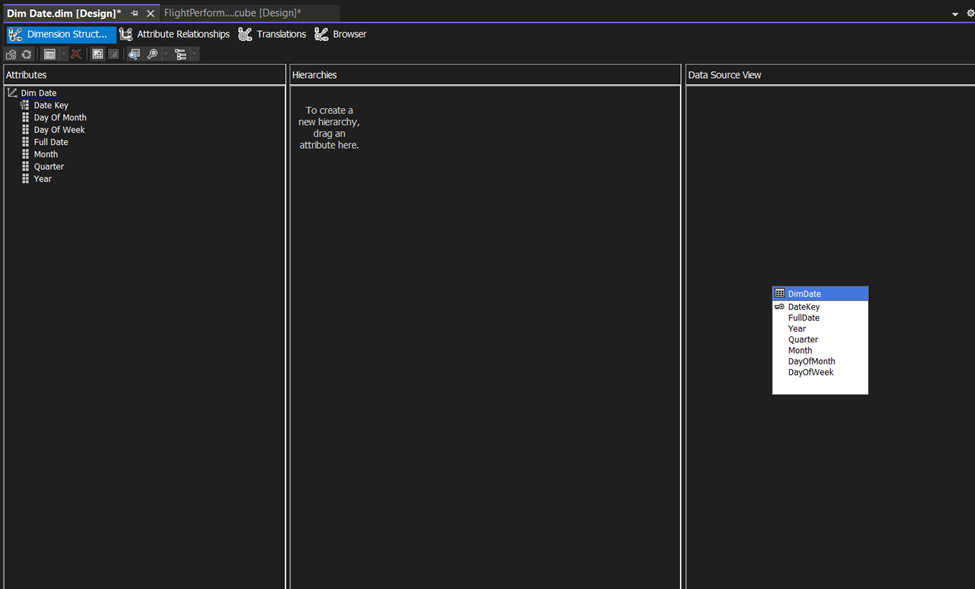 Dim Date.dim [Design]*
FlightPerform....cube [Design]*
Dimension Struct...
Attribute Relationships
Translations
Browser
Attributes
Dim Date
Date Key
Day Of Month
Day Of Week
Full Date
Month
Quarter
Year
Hierarchies
To create a
new hierarchy,
drag an
attribute here.
Data Source View
DimDate
DateKey
FullDate
Year
Quarter
Month
DayOfMonth
DayOfWeek